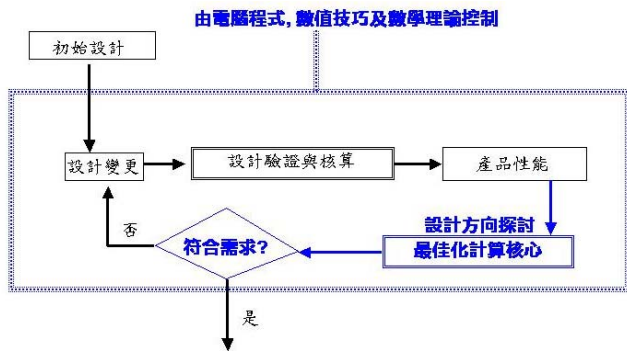 由電腦程式, 數值技巧及數學理論控制
初始設計
設計變更
設計驗證與核算
產品性能
否
符合需求?
設計方向探討
最佳化計算核心
是